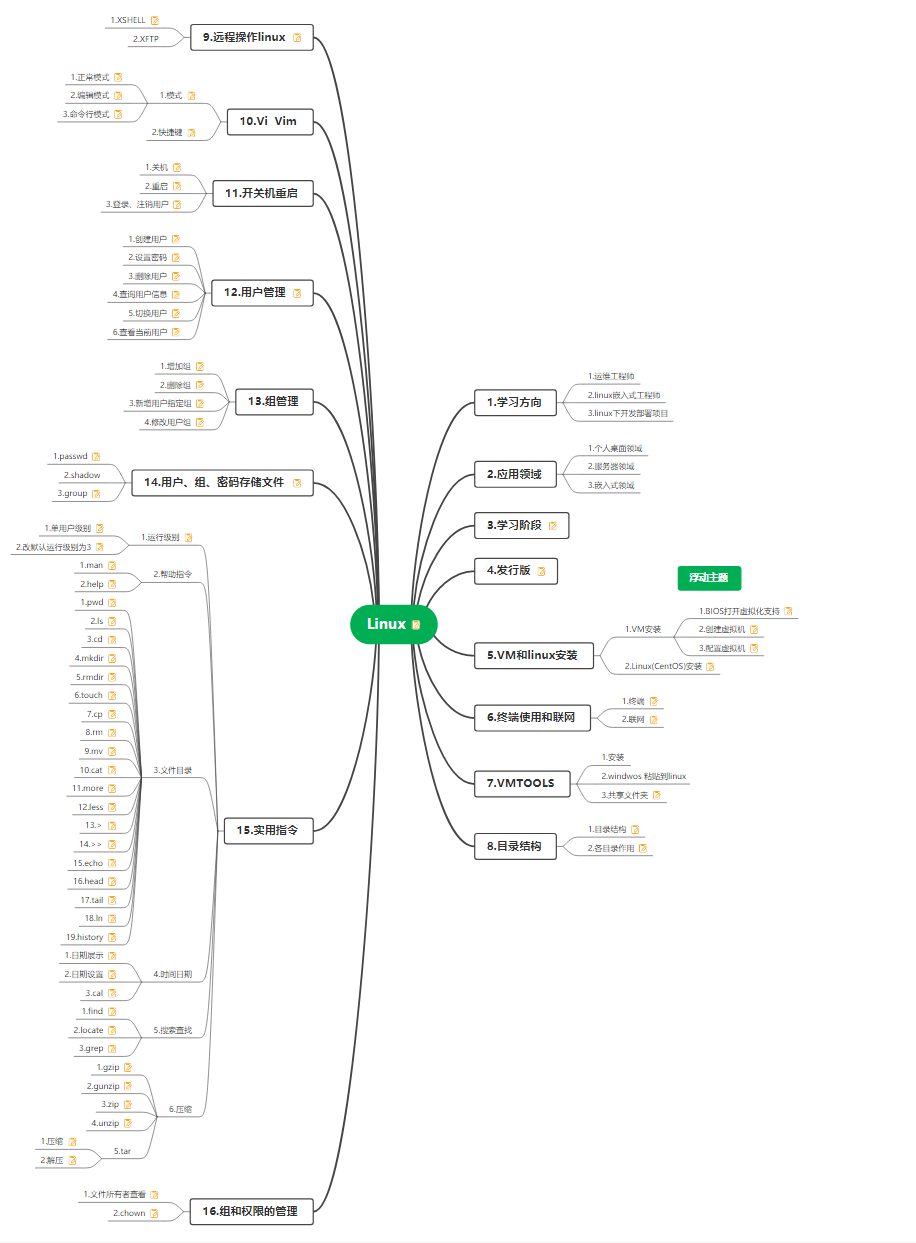 Linux
1.学习方向
1.运维工程师
2.linux嵌入式工程师
3.linux下开发部署项目
2.应用领域
1.个人桌面领域
2.服务器领域
3.嵌入式领域
3.学习阶段
4.发行版
浮动主题
5.VM和linux安装
1.VM安装
1.BIOS打开虚拟化支持
2.创建虚拟机
3.配置虚拟机
2.Linux(CentOS)安装
6.终端使用和联网
1.终端
2.联网
7.VMTOOLS
1.安装
2.windwos 粘贴到linux
3.共享文件夹
8.目录结构
1.目录结构
2.各目录作用
9.远程操作linux
1.XSHELL
2.XFTP
10.Vi Vim
1.模式
1.正常模式
2.编辑模式
3.命令行模式
2.快捷键
11.开关机重启
1.关机
2.重启
3.登录、注销用户
12.用户管理
1.创建用户
2.设置密码
3.删除用户
4.查询用户信息
5.切换用户
6.查看当前用户
13.组管理
1.增加组
2.删除组
3.新增用户指定组
4.修改用户组
14.用户、组、密码存储文件
1.passwd
2.shadow
3.group
15.实用指令
1.运行级别
1.单用户级别
2.改默认运行级别为3
2.帮助指令
1.man
2.help
3.文件目录
1.pwd
2.ls
3.cd
4.mkdir
5.rmdir
6.touch
7.cp
8.rm
9.mv
10.cat
11.more
12.less
13.>
14.>>
15.echo
16.head
17.tail
18.ln
19.history
4.时间日期
1.日期展示
2.日期设置
3.cal
5.搜索查找
1.find
2.locate
3.grep
6.压缩
1.gzip
2.gunzip
3.zip
4.unzip
5.tar
1.压缩
2.解压
16.组和权限的管理
1.文件所有者查看
2.chown